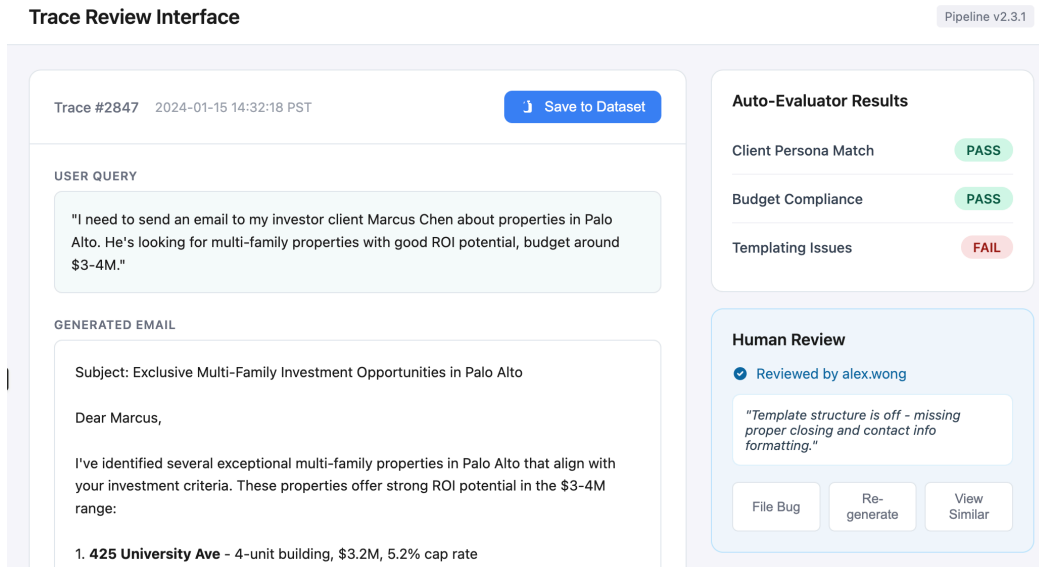 Trace Review Interface
Pipeline v2.3.1
Trace #2847 2024-01-15 14:32:18 PST
Save to Dataset
USER QUERY
"I need to send an email to my investor client Marcus Chen about properties in Palo
Alto. He's looking for multi-family properties with good ROI potential, budget around
$3-4M."
GENERATED EMAIL
Subject: Exclusive Multi-Family Investment Opportunities in Palo Alto
Dear Marcus,
I've identified several exceptional multi-family properties in Palo Alto that align with
your investment criteria. These properties offer strong ROI potential in the $3-4M
range:
1. 425 University Ave - 4-unit building, $3.2M, 5.2% cap rate
Auto-Evaluator Results
Client Persona Match PASS
Budget Compliance PASS
Templating Issues FAIL
Human Review
Reviewed by alex.wong
"Template structure is off - missing
proper closing and contact info
formatting."
File Bug
Re-
generate
View
Similar